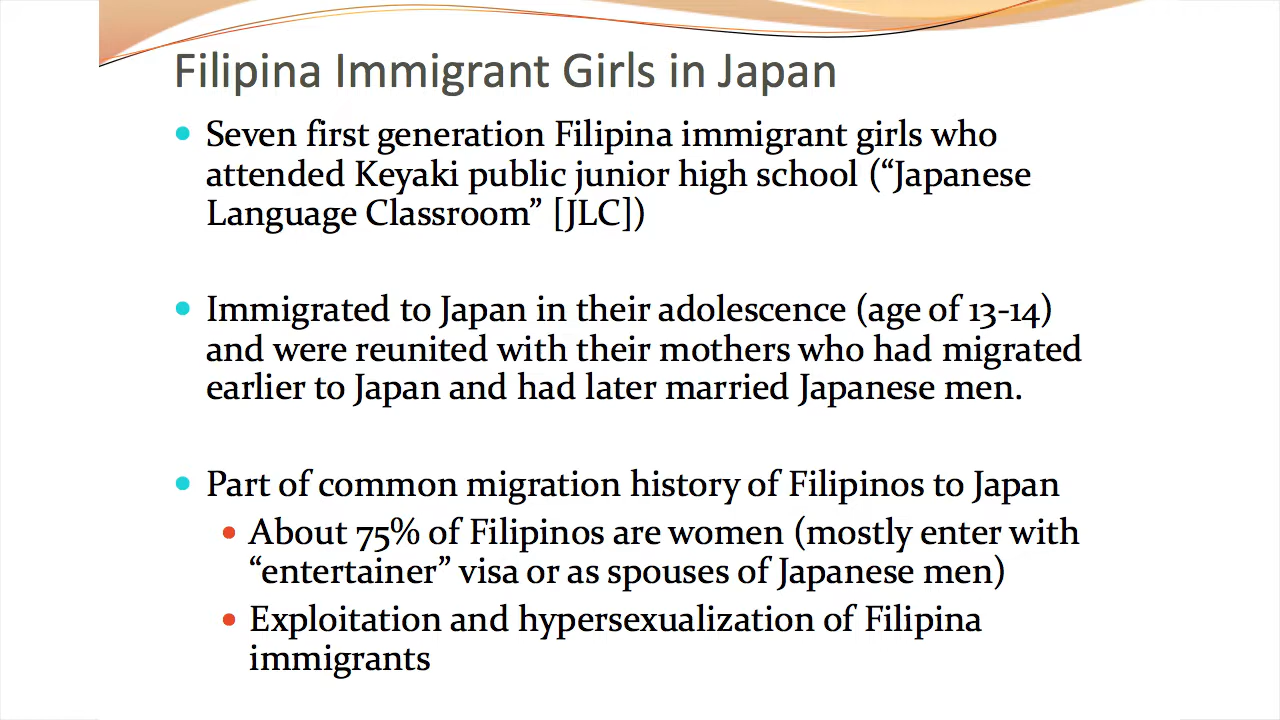 Filipina Immigrant Girls in Japan
• Seven first generation Filipina immigrant girls who
attended Keyaki public junior high school (“Japanese
Language Classroom” [JLC])
• Immigrated to Japan in their adolescence (age of 13-14)
and were reunited with their mothers who had migrated
earlier to Japan and had later married Japanese men.
• Part of common migration history of Filipinos to Japan
• About 75% of Filipinos are women (mostly enter with
“entertainer” visa or as spouses of Japanese men)
• Exploitation and hypersexualization of Filipina
immigrants